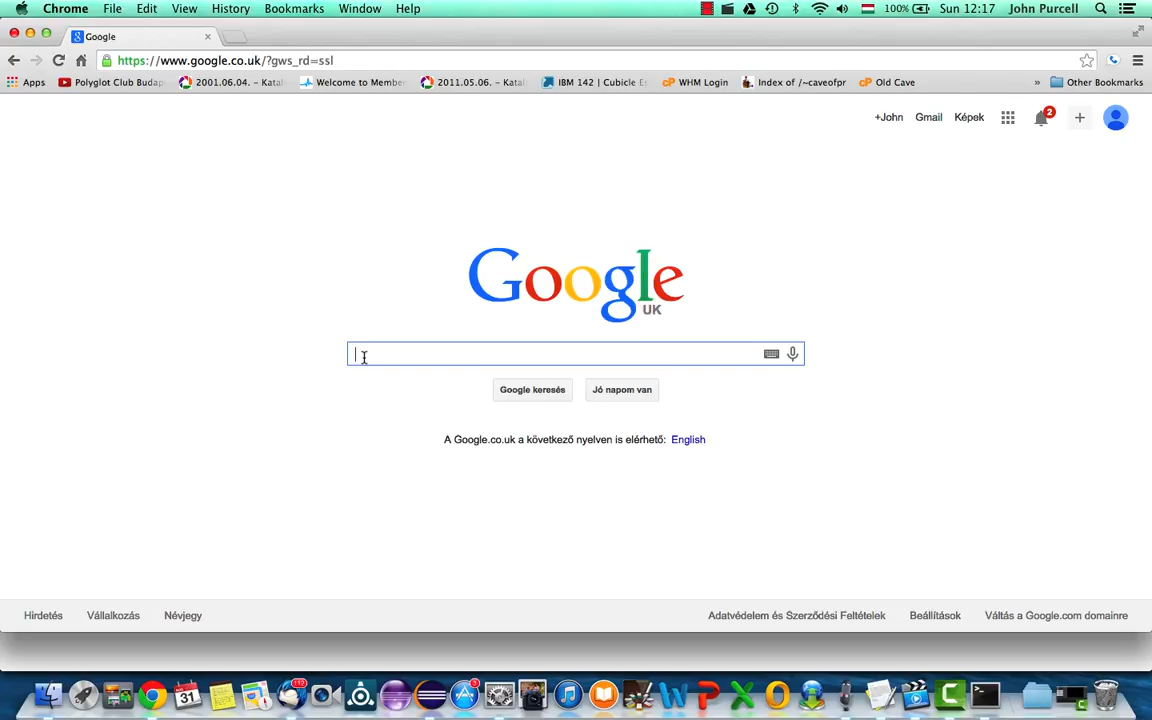 Chrome File Edit View History Bookmarks Window Help 100% Sun 12:17 John Purcell
Google
https://www.google.co.uk/?gws_rd=ssl
Apps Polyglot Club Budap 2001.06.04. - Katal Welcome to Member 2011.05.06. - Katal IBM 142 | Cubicle E WHM Login Index of /~caveofpr Old Cave » Other Bookmarks
+John Gmail Képek 2
Google
UK
Google keresés Jó napom van
A Google.co.uk a következő nyelven is elérhető: English
Hirdetés Vállalkozás Névjegy Adatvédelem és Szerződési Feltételek Beállítások Váltás a Google.com domainre
31 112 3